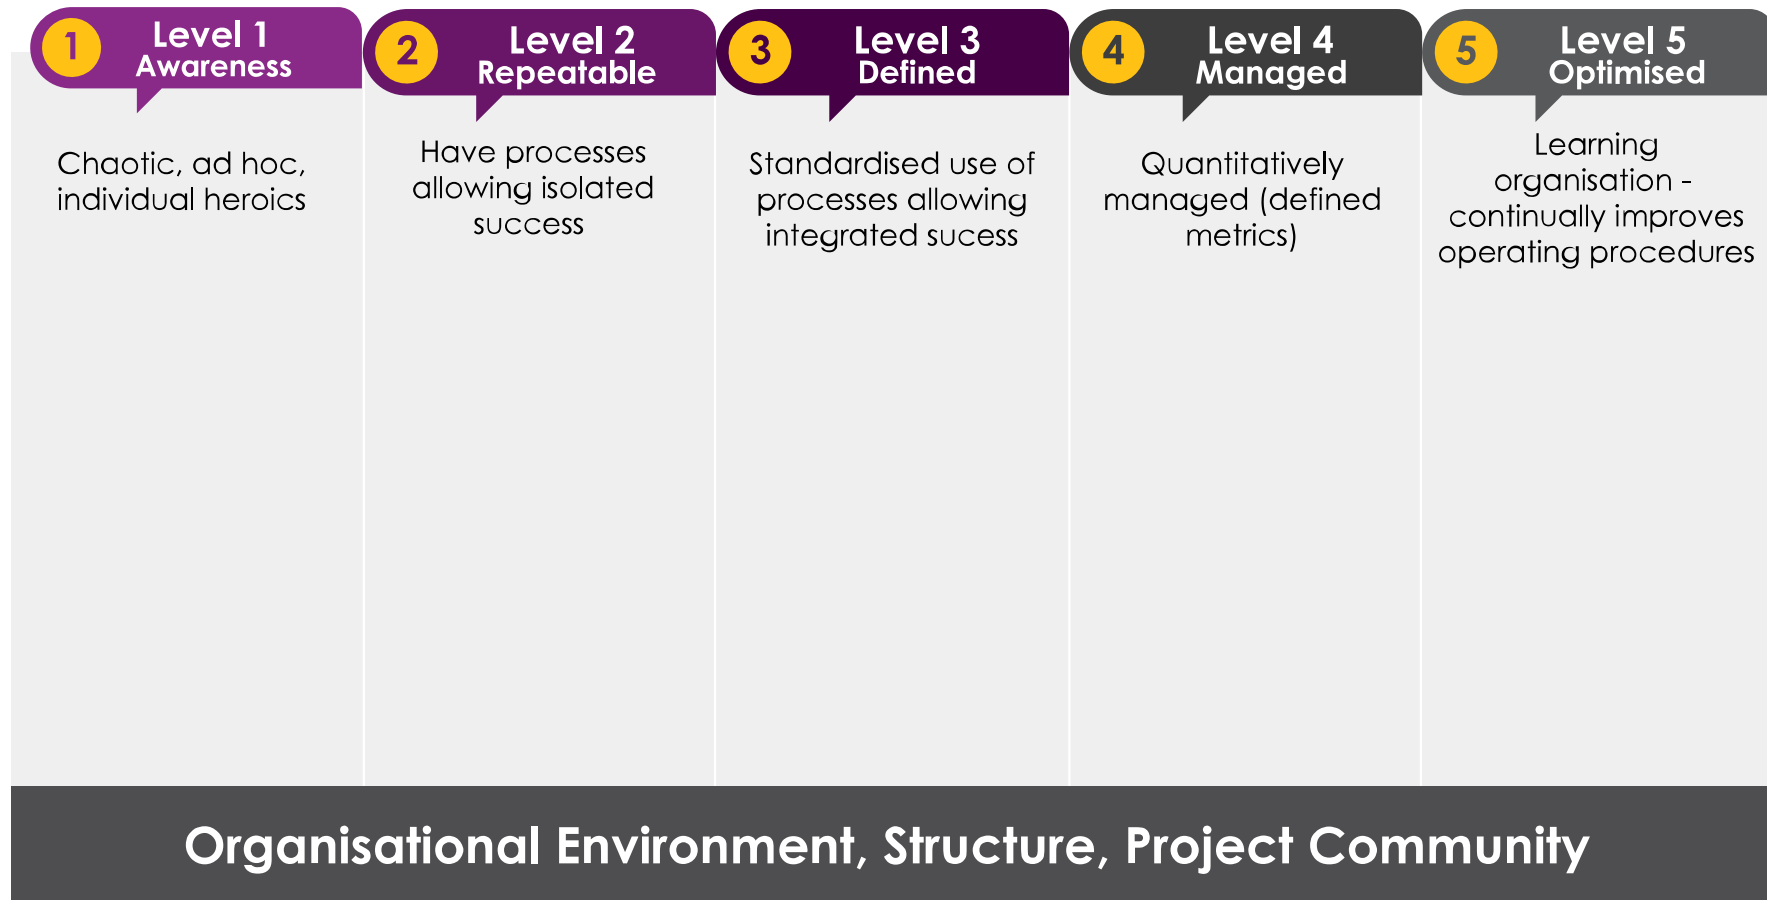 1
Level 1
Awareness
Chaotic, ad hoc,
individual heroics
2
Level 2
Repeatable
Have processes
allowing isolated
success
3
Level 3
Defined
Standardised use of
processes allowing
integrated sucess
4
Level 4
Managed
Quantitatively
managed (defined
metrics)
5
Level 5
Optimised
Learning
organisation -
continually improves
operating procedures
Organisational Environment, Structure, Project Community